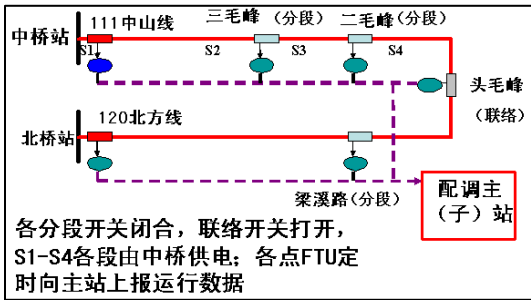 中桥站
111中山线
三毛峰(分段)
二毛峰(分段)
S1
S2
S3
S4
头毛峰
(联络)
120北方线
北桥站
梁溪路(分段)
配调主
(子)站
各分段开关闭合，联络开关打开，
S1-S4各段由中桥供电；各点FTU定
时向主站上报运行数据